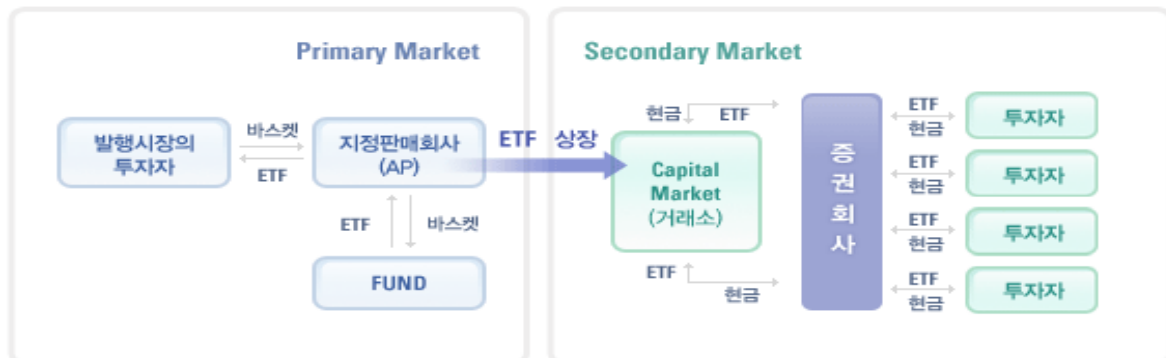 Primary Market
발행시장의
투자자
바스켓
ETF
지정판매회사
(AP)
ETF
바스켓
FUND
ETF 상장
Secondary Market
현금
ETF
Capital
Market
(거래소)
ETF
현금
증
권
회
사
ETF
현금
투자자
ETF
현금
투자자
ETF
현금
투자자
ETF
현금
투자자